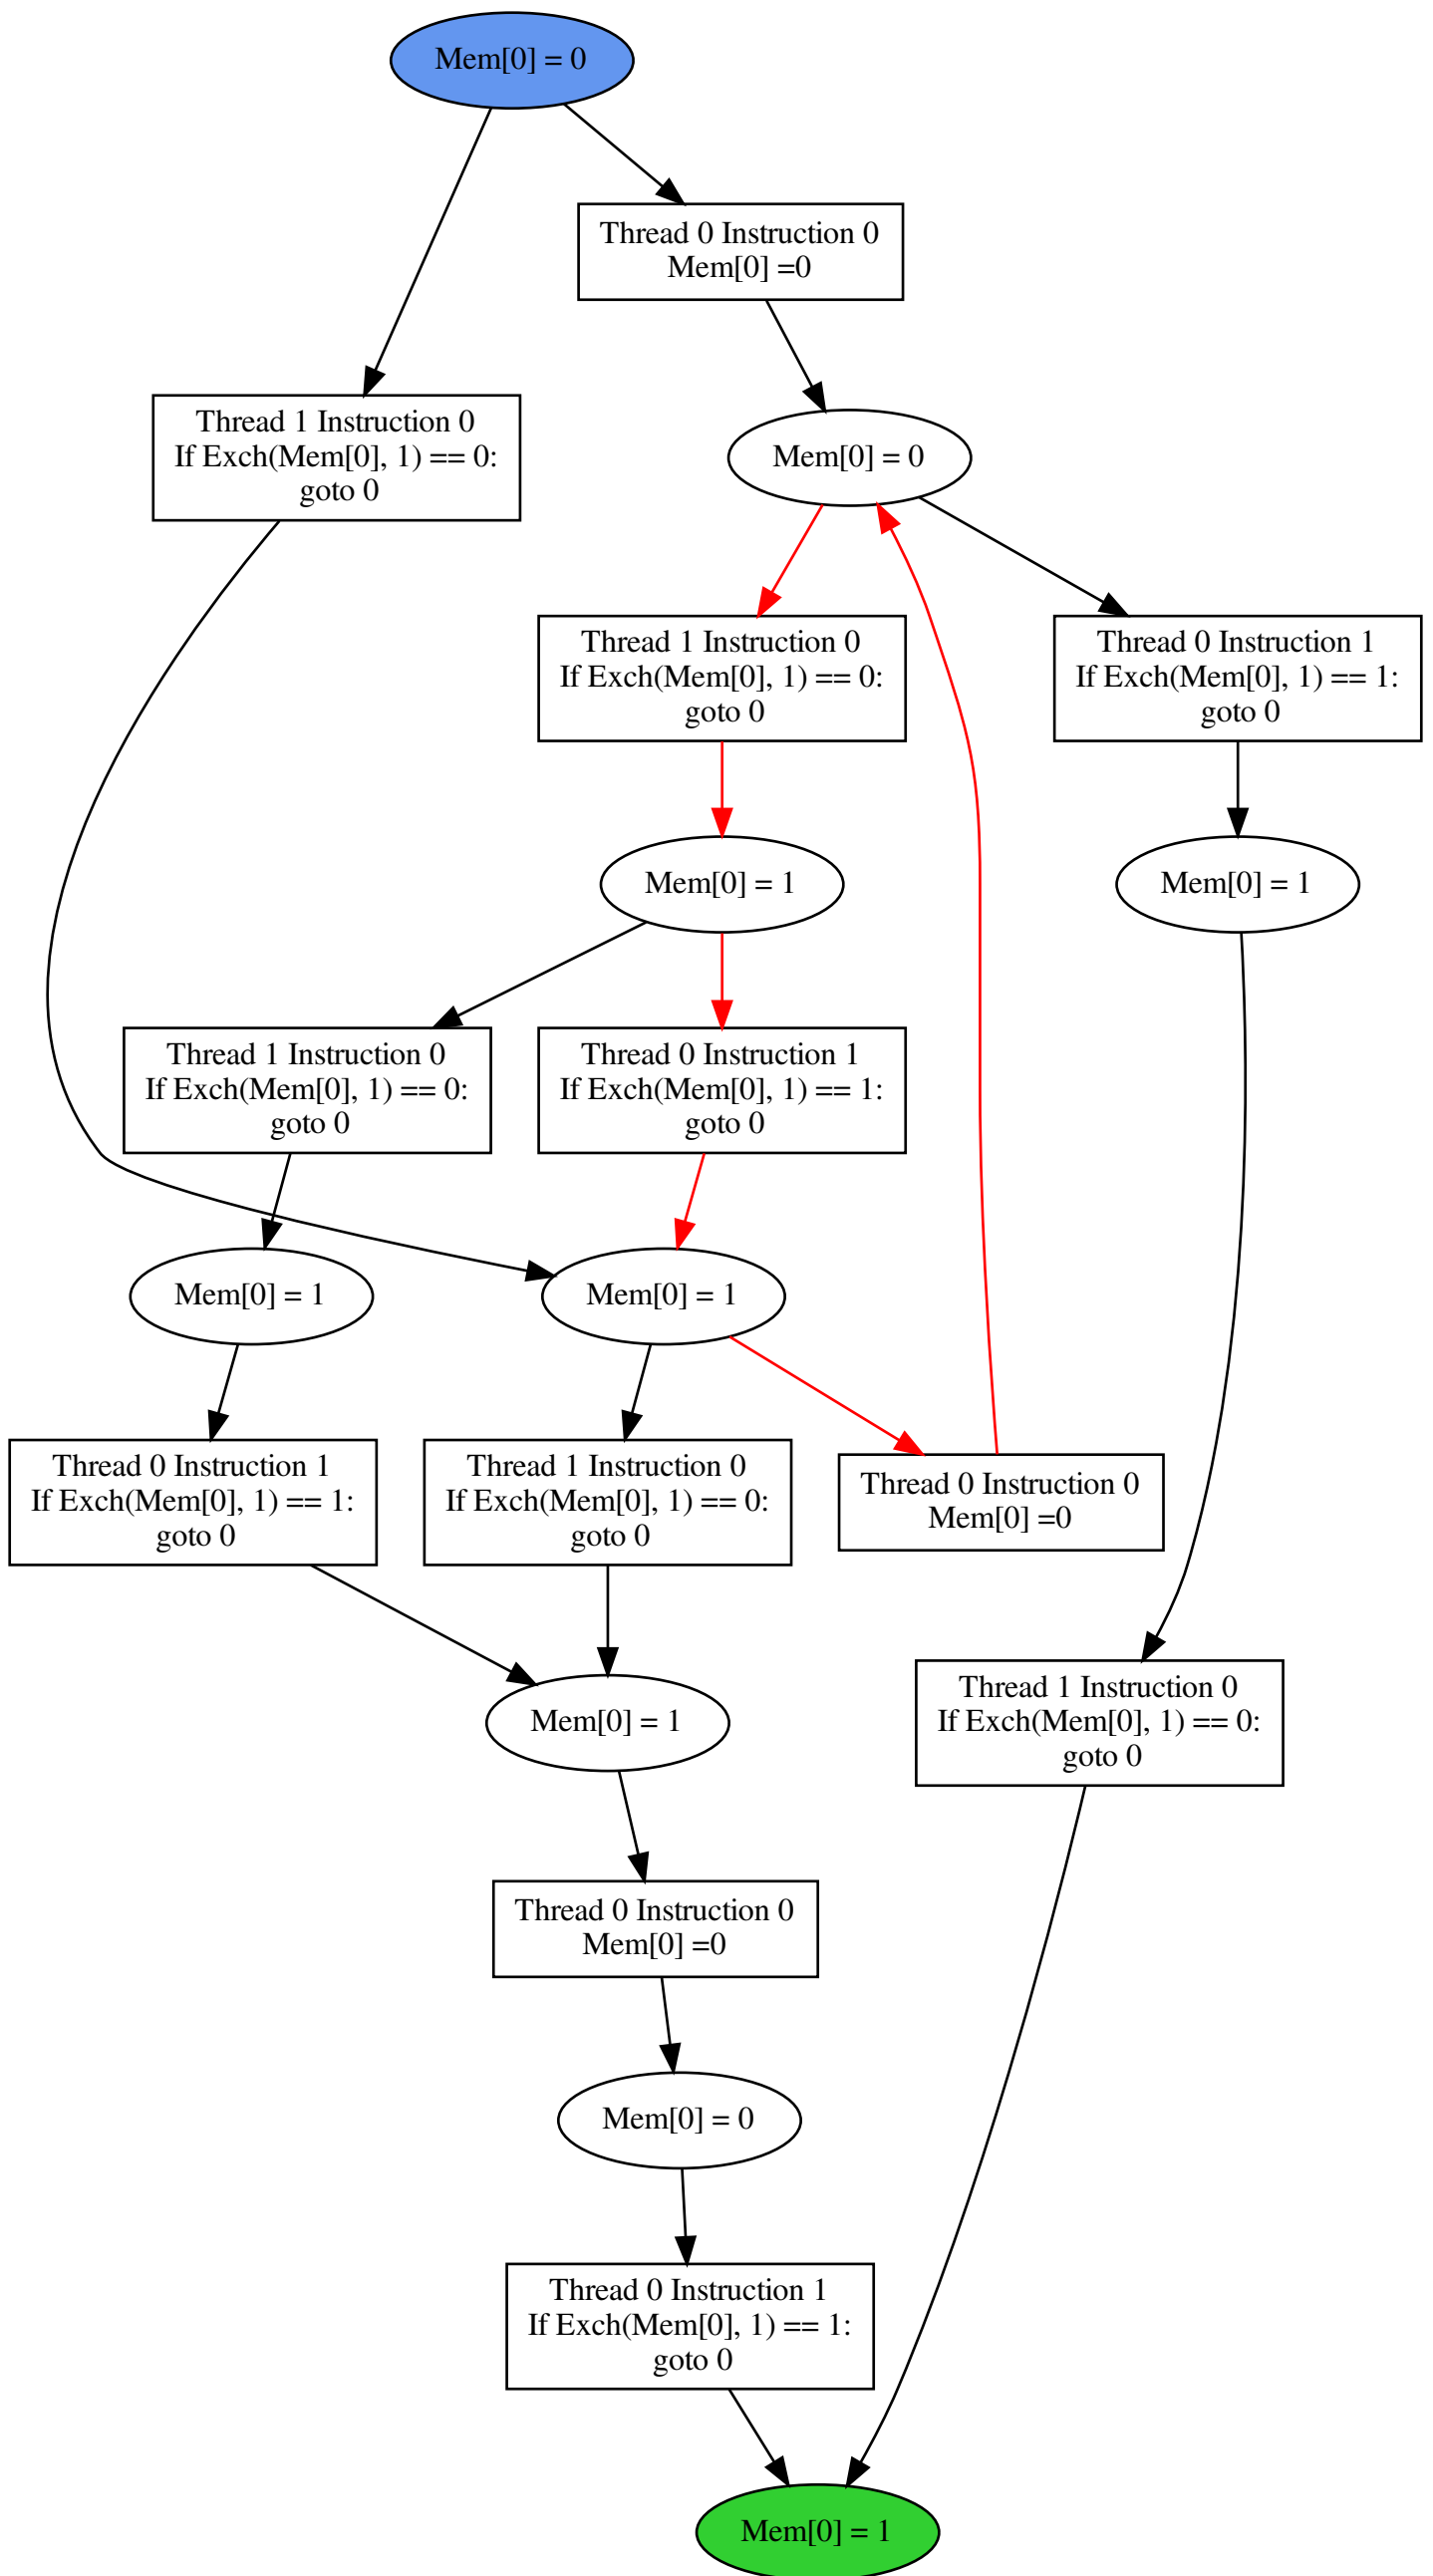 Mem[0] = 0
Thread 0 Instruction 0
Mem[0] =0
Thread 1 Instruction 0
If Exch(Mem[0], 1) == 0:
goto 0
Mem[0] = 0
Thread 1 Instruction 0
If Exch(Mem[0], 1) == 0:
goto 0
Thread 0 Instruction 1
If Exch(Mem[0], 1) == 1:
goto 0
Mem[0] = 1
Mem[0] = 1
Thread 1 Instruction 0
If Exch(Mem[0], 1) == 0:
goto 0
Thread 0 Instruction 1
If Exch(Mem[0], 1) == 1:
goto 0
Mem[0] = 1
Mem[0] = 1
Thread 0 Instruction 1
If Exch(Mem[0], 1) == 1:
goto 0
Thread 1 Instruction 0
If Exch(Mem[0], 1) == 0:
goto 0
Thread 0 Instruction 0
Mem[0] =0
Mem[0] = 1
Thread 1 Instruction 0
If Exch(Mem[0], 1) == 0:
goto 0
Thread 0 Instruction 0
Mem[0] =0
Mem[0] = 0
Thread 0 Instruction 1
If Exch(Mem[0], 1) == 1:
goto 0
Mem[0] = 1